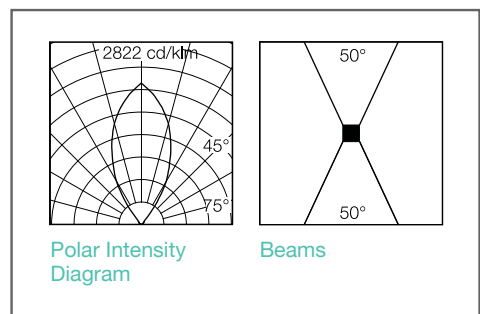 2822 cd/klm
45°
75°
Polar Intensity
Diagram
50°
50°
Beams